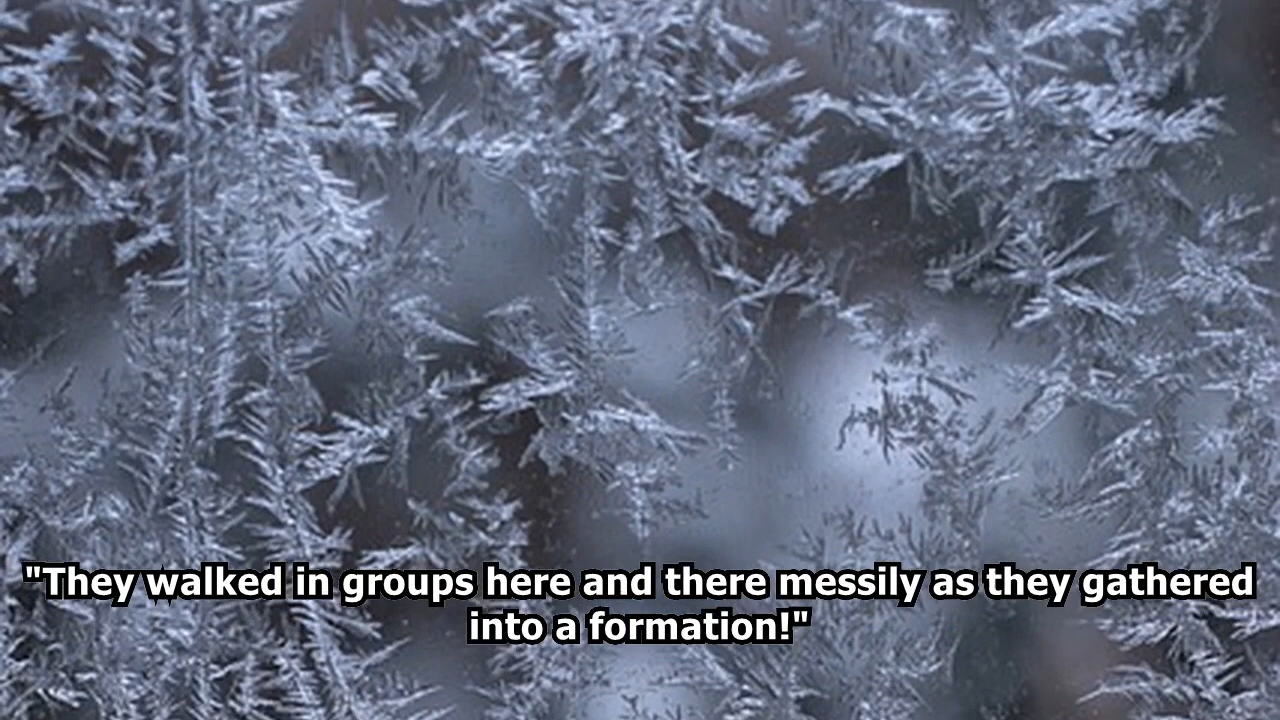 "They walked in groups here and there messily as they gathered
into a formation!"